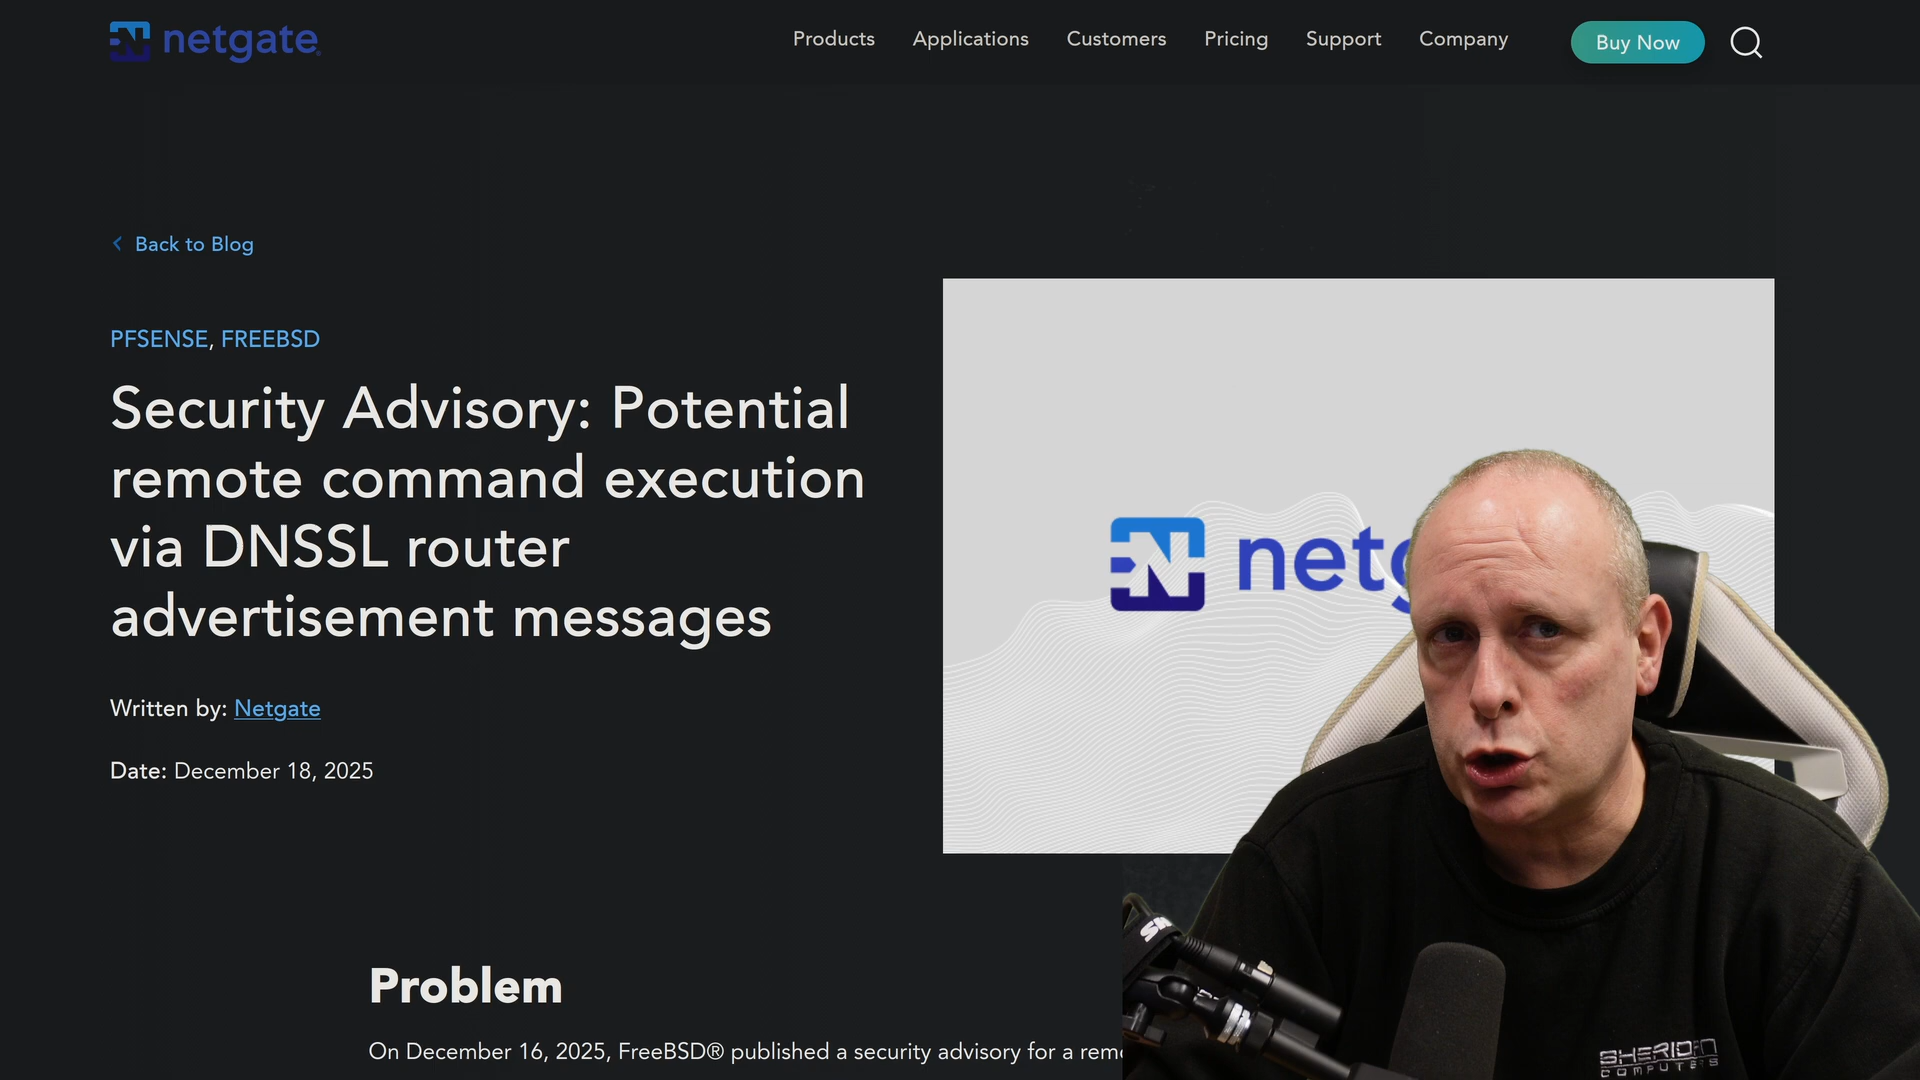 netgate
Products Applications Customers Pricing Support Company Buy Now
Back to Blog
PFSENSE, FREEBSD
Security Advisory: Potential
remote command execution
via DNSSL router
advertisement messages
Written by: Netgate
Date: December 18, 2025
Problem
On December 16, 2025, FreeBSD® published a security advisory for a
SHERIDAN
COMPUTERS